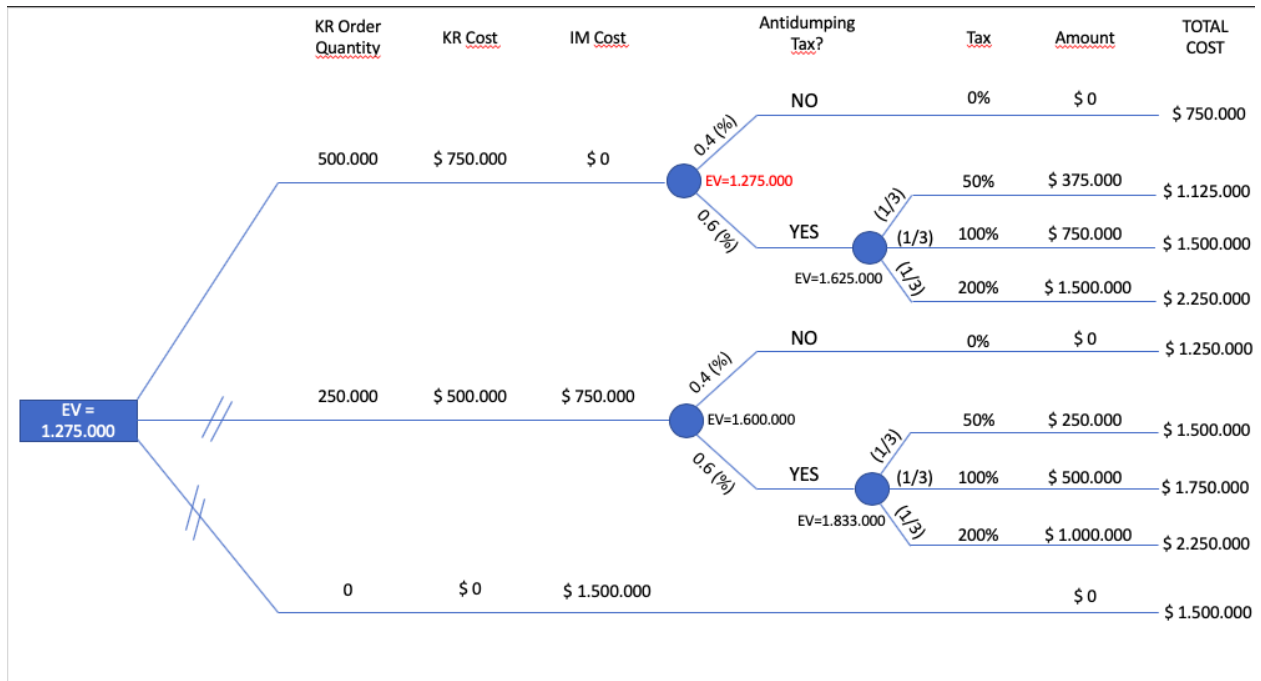 KR Order
Quantity
KR Cost
IM Cost
Antidumping
Tax?
Tax
Amount
TOTAL
COST
NO
0%
$ 0
$ 750.000
0.4 (%)
500.000
$ 750.000
$ 0
EV=1.275.000
50%
$ 375.000
$ 1.125.000
(1/3)
0.6 (%)
YES
(1/3)
100%
$ 750.000
$ 1.500.000
EV=1.625.000
(1/3)
200%
$ 1.500.000
$ 2.250.000
NO
0%
$ 0
$ 1.250.000
0.4 (%)
250.000
$ 500.000
$ 750.000
EV =
1.275.000
EV=1.600.000
50%
$ 250.000
$ 1.500.000
(1/3)
0.6 (%)
YES
(1/3)
100%
$ 500.000
$ 1.750.000
EV=1.833.000
(1/3)
200%
$ 1.000.000
$ 2.250.000
0
$ 0
$ 1.500.000
$ 0
$ 1.500.000